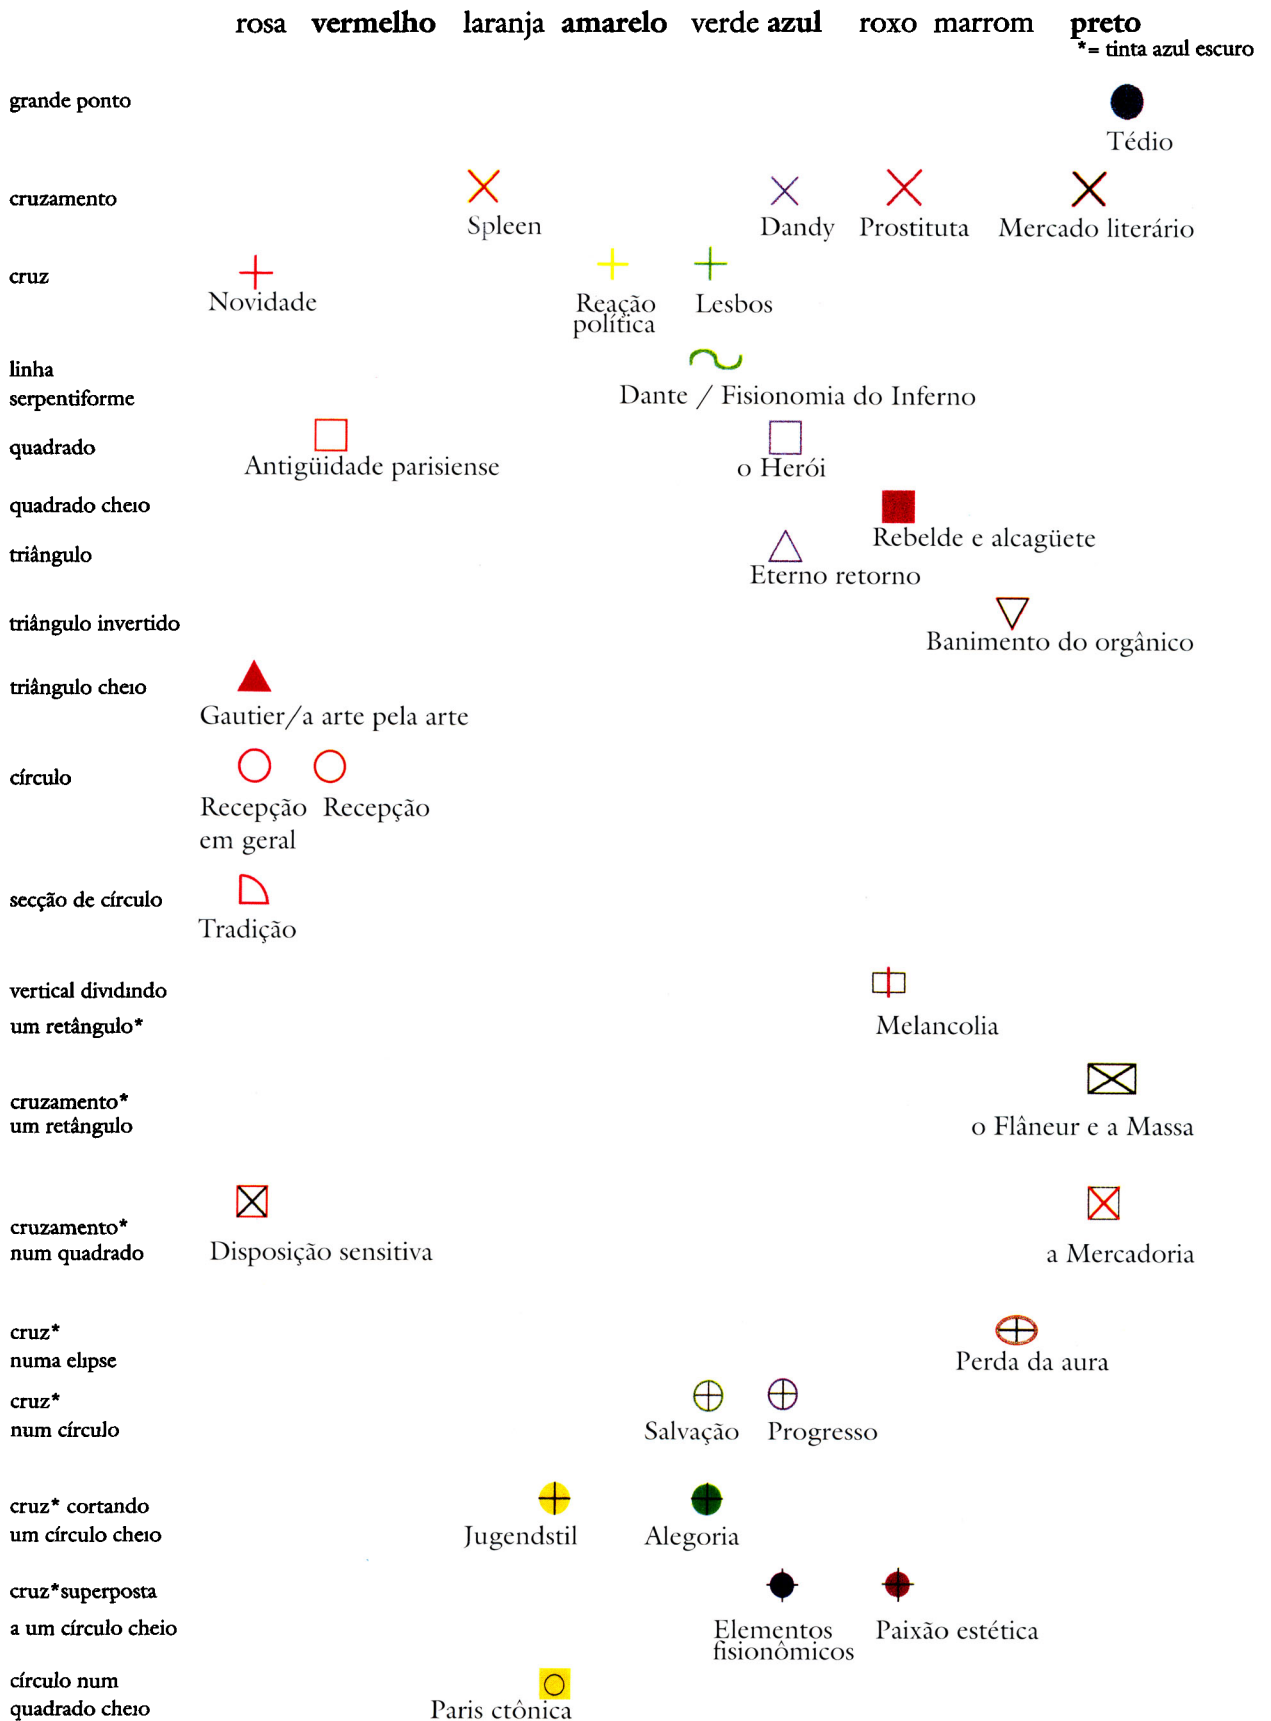 rosa vermelho laranja amarelo verde azul roxo marrom preto
*= tinta azul escuro
grande ponto
Tédio
cruzamento
Spleen Dandy Prostituta Mercado literário
cruz
Novidade Reação política Lesbos
linha
serpentiforme
Dante / Fisionomia do Inferno
quadrado
Antigüidade parisiense o Herói
quadrado cheio
Rebelde e alcagüete
triângulo
Eterno retorno
triângulo invertido
Banimento do orgânico
triângulo cheio
Gautier/a arte pela arte
círculo
Recepção em geral Recepção
secção de círculo
Tradição
vertical dividindo
um retângulo*
Melancolia
cruzamento*
um retângulo
o Flâneur e a Massa
cruzamento*
num quadrado
Disposição sensitiva a Mercadoria
cruz*
numa elipse
Perda da aura
cruz*
num círculo
Salvação Progresso
cruz* cortando
um círculo cheio
Jugendstil Alegoria
cruz*superposta
a um círculo cheio
Elementos fisionômicos Paixão estética
círculo num
quadrado cheio
Paris ctônica